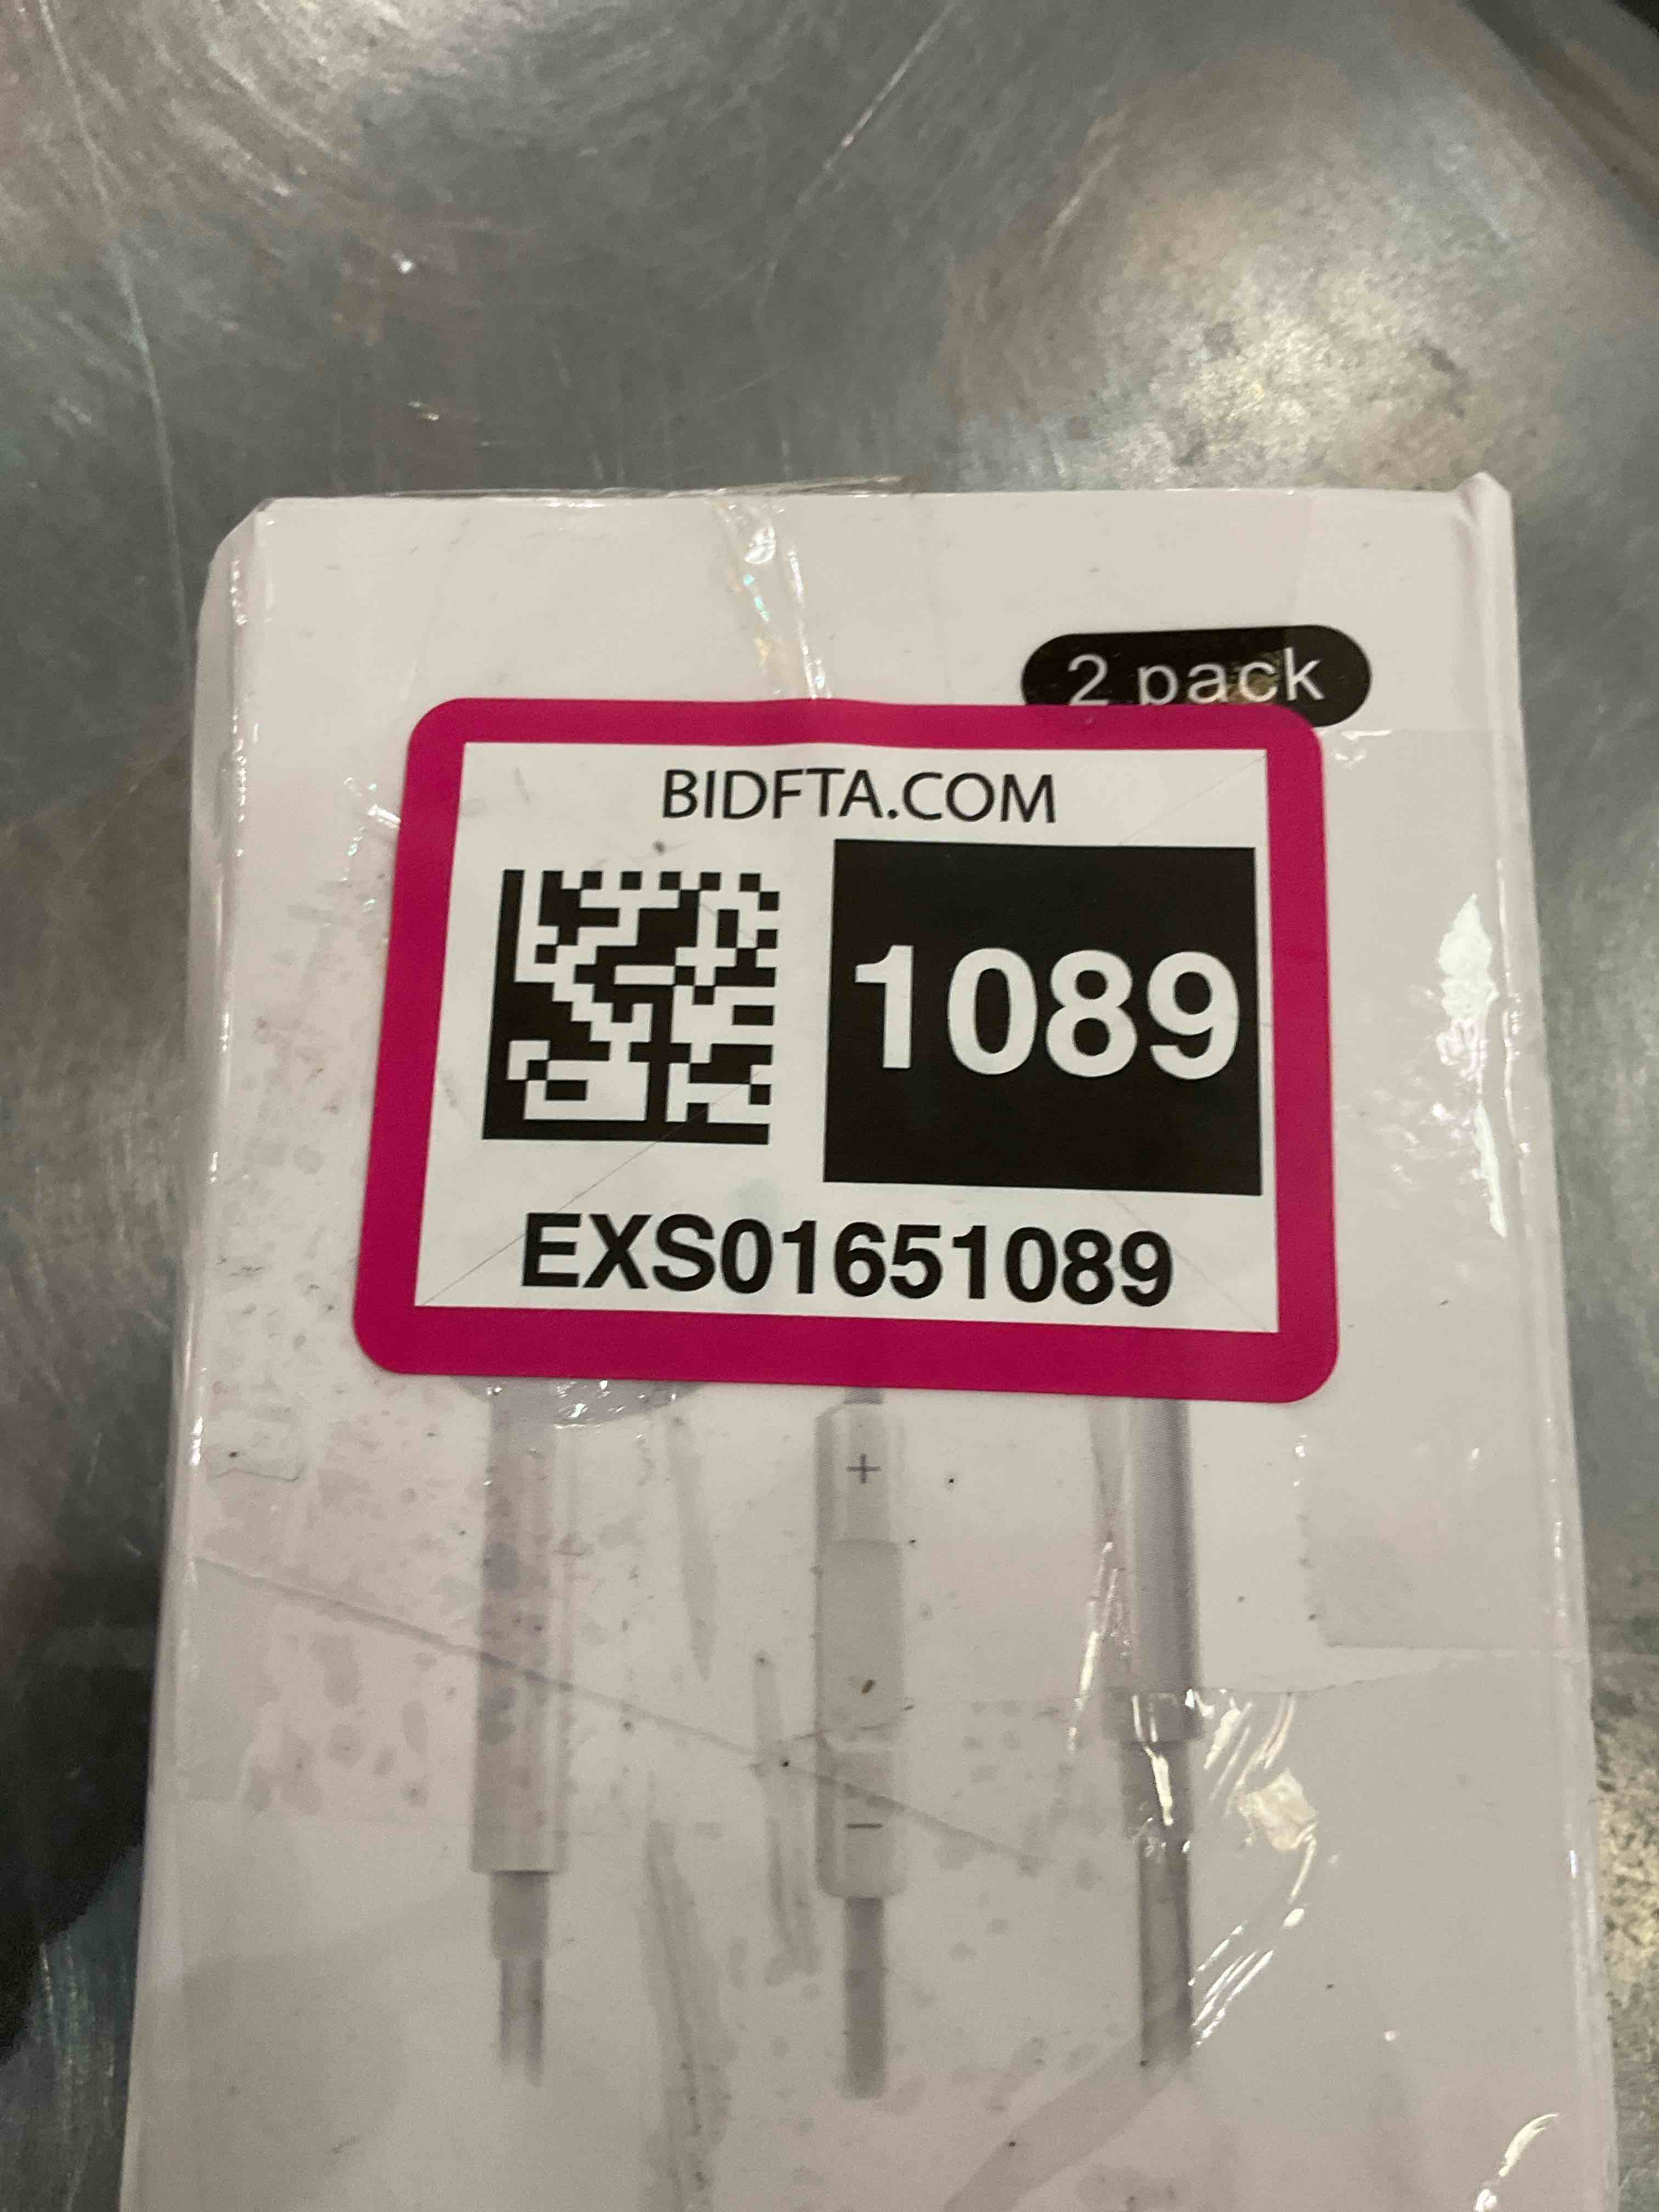 2 pack
BIDFTA.COM
1089
EXS01651089
+
−